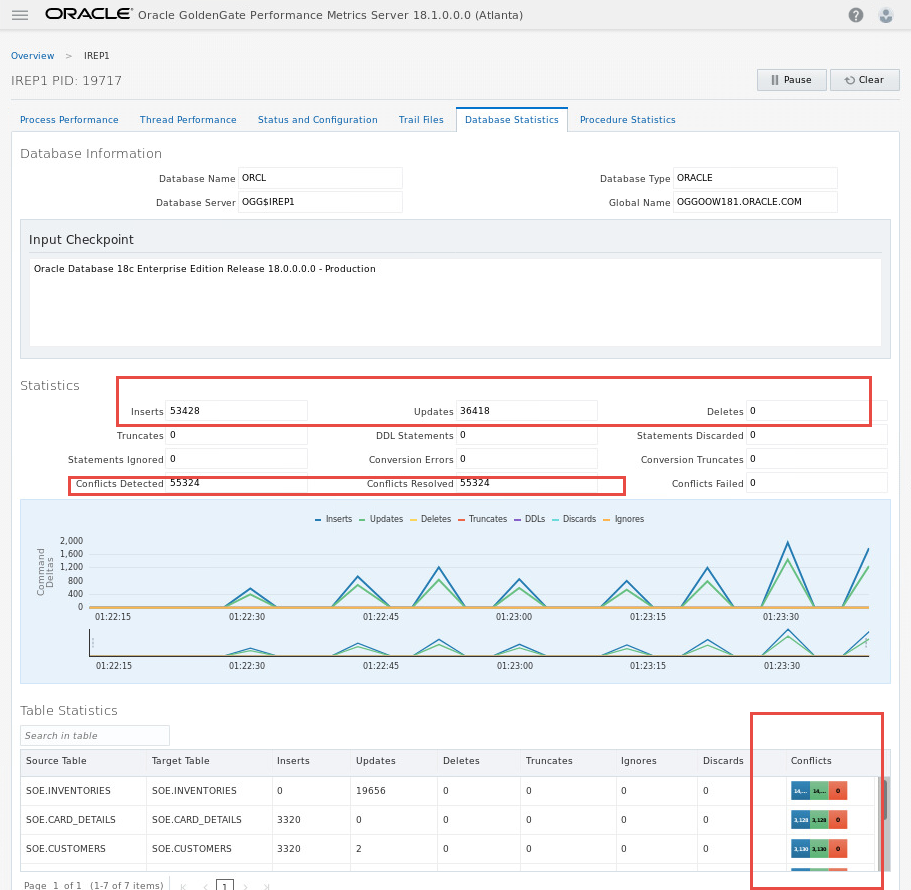 ORACLE Oracle GoldenGate Performance Metrics Server 18.1.0.0.0 (Atlanta) ?
Overview > IREP1
IREP1 PID: 19717
Pause Clear
Process Performance Thread Performance Status and Configuration Trail Files Database Statistics Procedure Statistics
Database Information
Database Name ORCL Database Type ORACLE
Database Server OGG$IREP1 Global Name OGGOOW181.ORACLE.COM
Input Checkpoint
Oracle Database 18c Enterprise Edition Release 18.0.0.0.0 - Production
Statistics
Inserts 53428 Updates 36418 Deletes 0
Truncates 0 DDL Statements 0 Statements Discarded 0
Statements Ignored 0 Conversion Errors 0 Conversion Truncates 0
Conflicts Detected 55324 Conflicts Resolved 55324 Conflicts Failed 0
Inserts Updates Deletes Truncates DDLs Discards Ignores
Command Deltas
2,000
1,600
1,200
800
400
0
01:22:15 01:22:30 01:22:45 01:23:00 01:23:15 01:23:30
01:22:15 01:22:30 01:22:45 01:23:00 01:23:15 01:23:30
Table Statistics
Search in table
Source Table Target Table Inserts Updates Deletes Truncates Ignores Discards Conflicts
SOE.INVENTORIES SOE.INVENTORIES 0 19656 0 0 0 0 14,... 14,... 0
SOE.CARD_DETAILS SOE.CARD_DETAILS 3320 0 0 0 0 0 3,128 3,128 0
SOE.CUSTOMERS SOE.CUSTOMERS 3320 2 0 0 0 0 3,130 3,130 0
Page 1 of 1 (1-7 of 7 items) 1